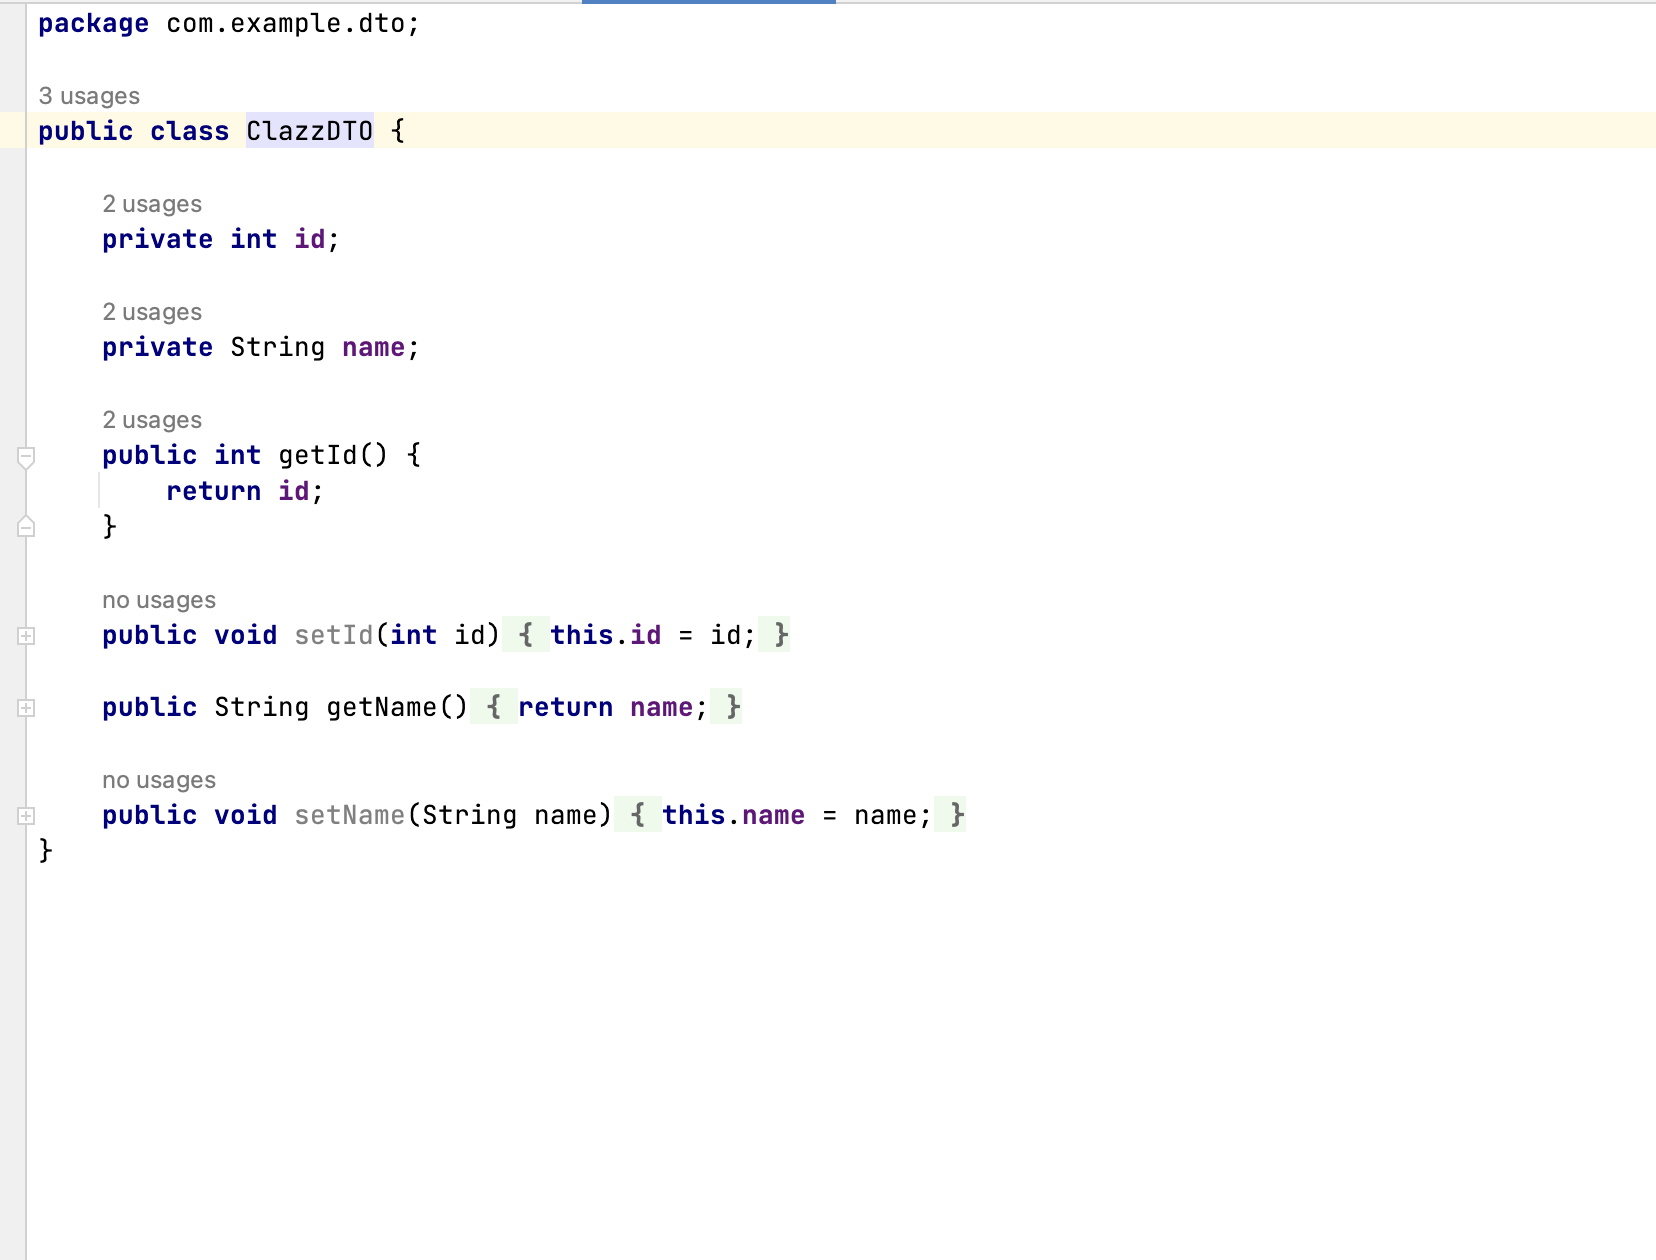 package com.example.dto;
3 usages
public class ClazzDTO {
2 usages
private int id;
2 usages
private String name;
2 usages
public int getId() {
return id;
}
no usages
public void setId(int id) { this.id = id; }
public String getName() { return name; }
no usages
public void setName(String name) { this.name = name; }
}